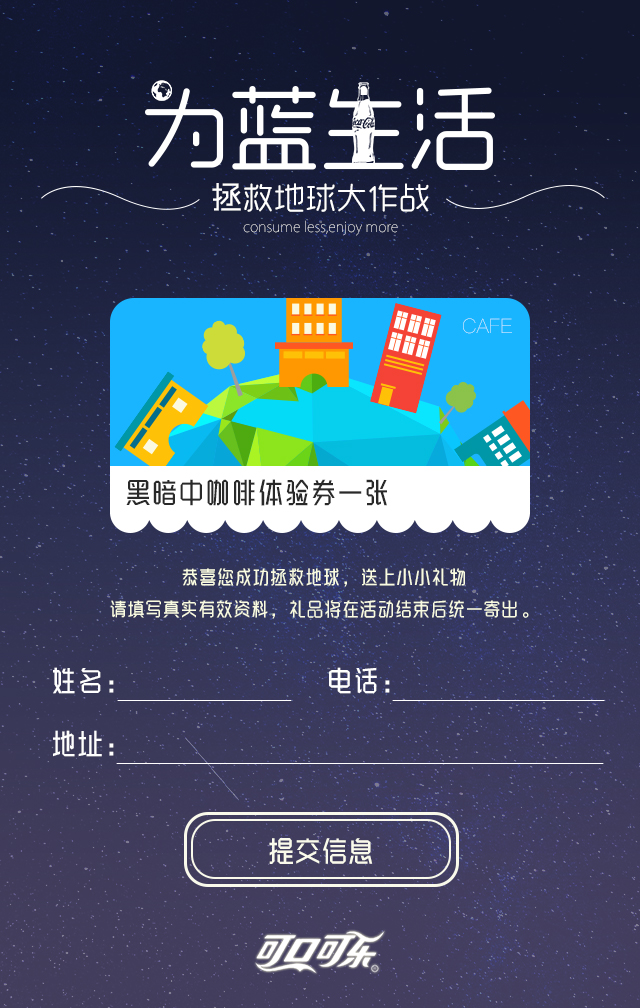 为蓝生活
Coca-Cola
拯救地球大作战
consume less,enjoy more
CAFE
黑暗中咖啡体验券一张
恭喜您成功拯救地球，送上小小礼物
请填写真实有效资料，礼品将在活动结束后统一寄出。
姓名：
电话：
地址：
提交信息
可口可乐®